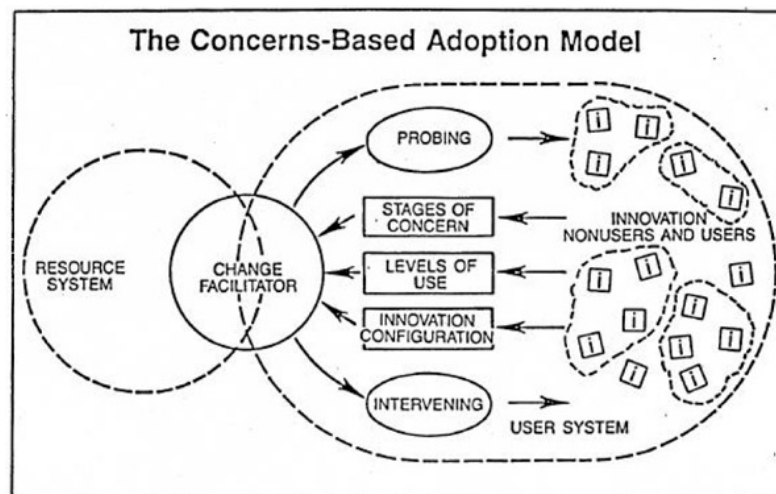 The Concerns-Based Adoption Model
PROBING
i
i
i
i
i
STAGES OF
CONCERN
INNOVATION
NONUSERS AND USERS
RESOURCE
SYSTEM
CHANGE
FACILITATOR
LEVELS OF
USE
i
i
i
i
i
i
INNOVATION
CONFIGURATION
i
i
i
i
i
INTERVENING
USER SYSTEM